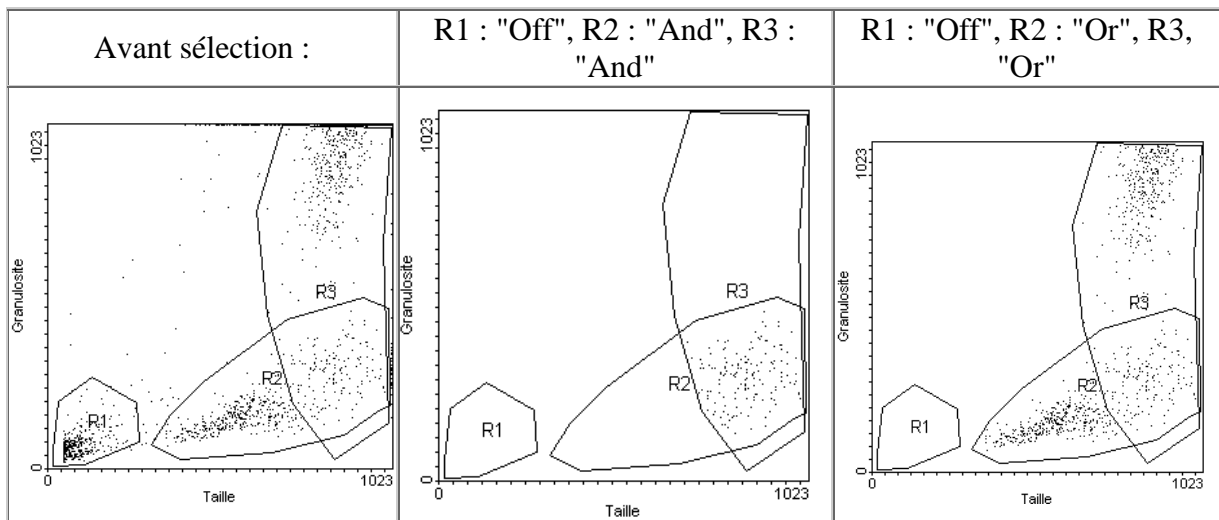 Avant sélection :
R1 : "Off", R2 : "And", R3 :
"And"
R1 : "Off", R2 : "Or", R3,
"Or"
1023
Granulosite
0
R1
R2
R3
0
Taille
1023
1023
Granulosite
0
R1
R2
R3
0
Taille
1023
1023
Granulosite
0
R1
R2
R3
0
Taille
1023